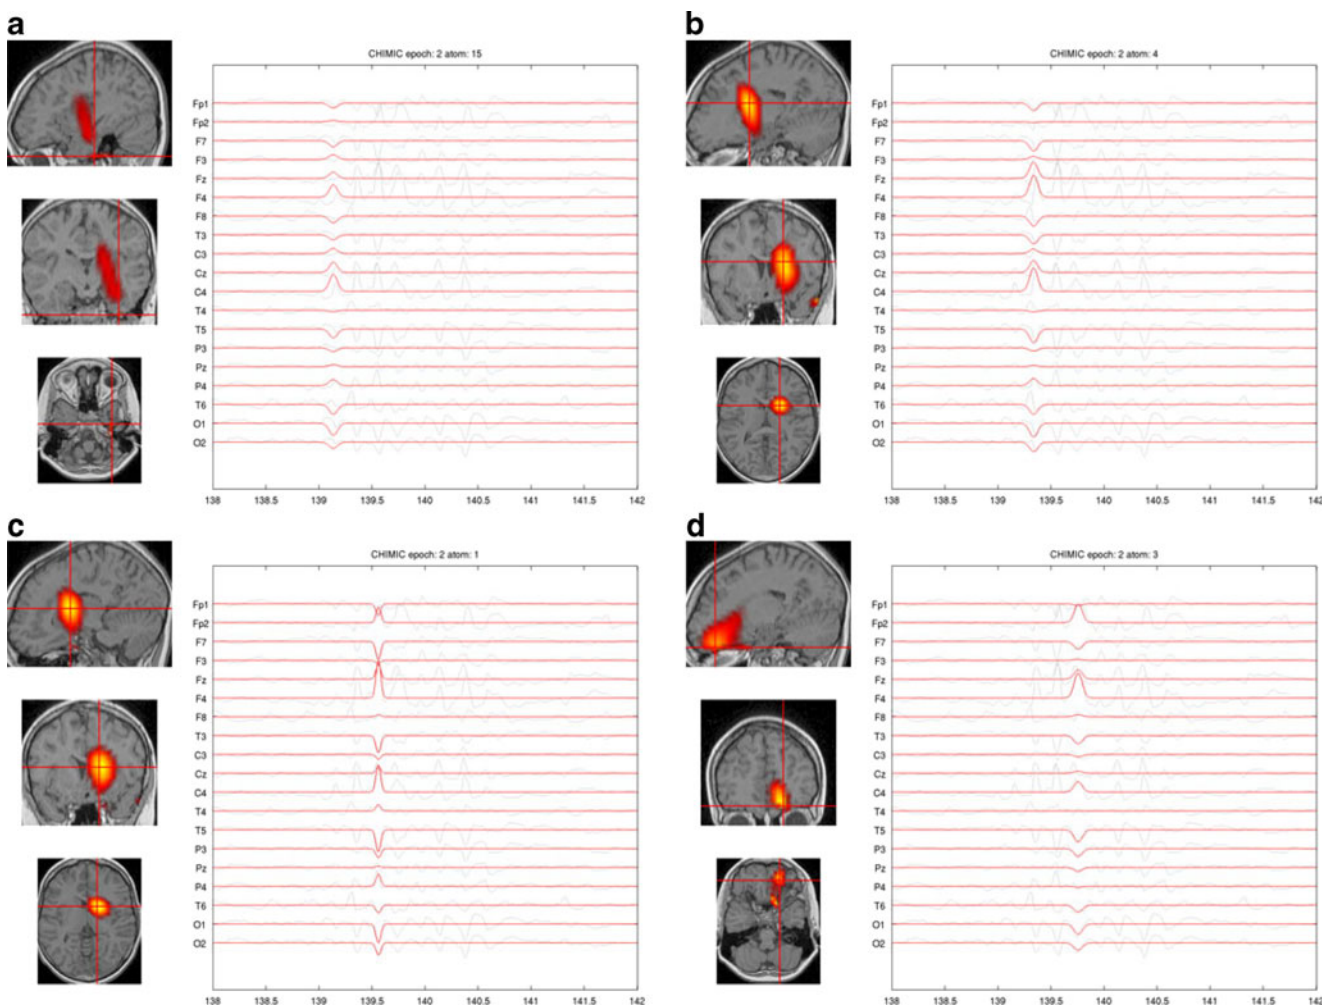 a
CHIMIC epoch: 2 atom: 15
Fp1
Fp2
F7
F3
Fz
F4
F8
T3
C3
Cz
C4
T4
T5
P3
Pz
P4
T6
O1
O2
138 138.5 139 139.5 140 140.5 141 141.5 142
b
CHIMIC epoch: 2 atom: 4
Fp1
Fp2
F7
F3
Fz
F4
F8
T3
C3
Cz
C4
T4
T5
P3
Pz
P4
T6
O1
O2
138 138.5 139 139.5 140 140.5 141 141.5 142
c
CHIMIC epoch: 2 atom: 1
Fp1
Fp2
F7
F3
Fz
F4
F8
T3
C3
Cz
C4
T4
T5
P3
Pz
P4
T6
O1
O2
138 138.5 139 139.5 140 140.5 141 141.5 142
d
CHIMIC epoch: 2 atom: 3
Fp1
Fp2
F7
F3
Fz
F4
F8
T3
C3
Cz
C4
T4
T5
P3
Pz
P4
T6
O1
O2
138 138.5 139 139.5 140 140.5 141 141.5 142